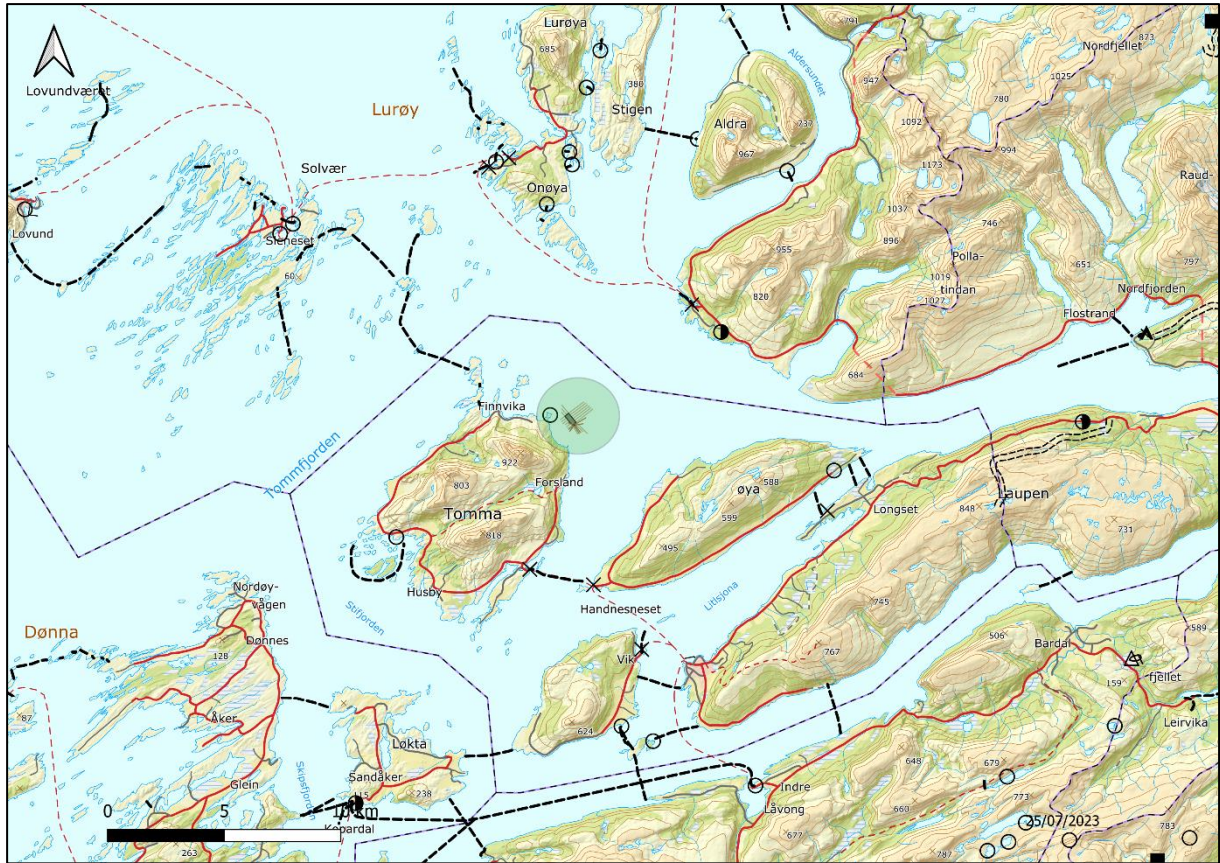 Lurøya
791
873
Nordfjellet
685
947
1025
Aldersundet
Lovundværet
380
780
Lurøy
Stigen
1092
Aldra
737
994
967
1173
Solvær
Raud-
Onøya
1037
Lovund
746
Sleneset
896
955
Polla-
651
797
60
1019
tindan
Nordfjorden
820
1027
Flostrand
684
Finnvika
Tommfjorden
922
588
803
Forsland
øya
Laupen
Longset
848
599
Tomma
731
818
495
Husby
Nordøy-
vågen
Handnesneset
Litlsjona
745
Stifjorden
589
Dønna
Dønnes
506
Bardal
128
Vik
767
fjellet
159
87
Åker
Leirvika
624
Løkta
648
679
Sandåker
Glein
Indre
Skipsfjorden
115
238
773
0 5 10 km
Låvong
660
Kopardal
25/07/2023
677
783
263
787